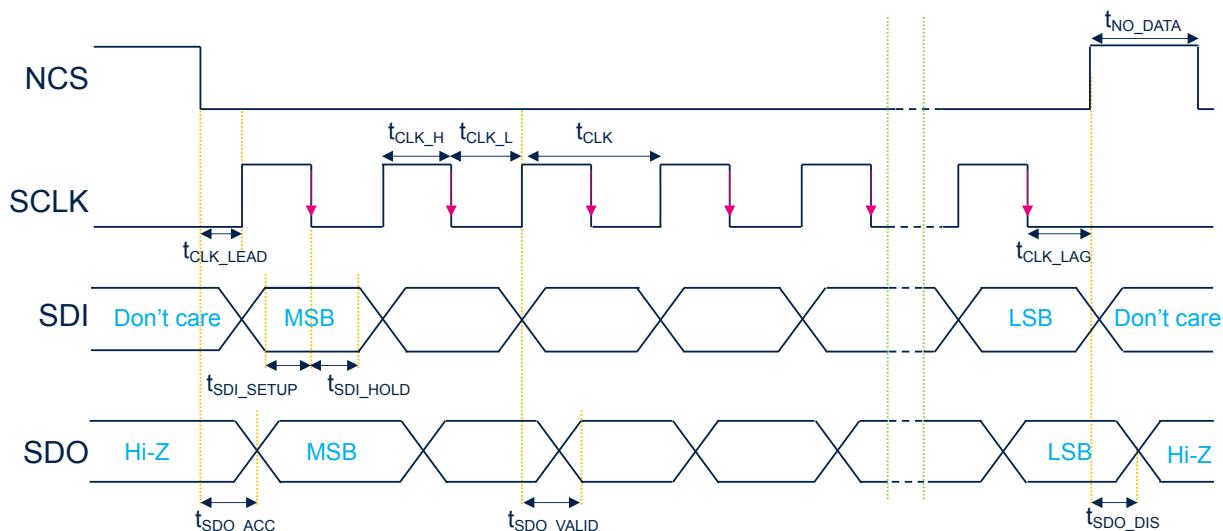 tNO_DATA
NCS
tCLK_H
tCLK_L
tCLK
SCLK
tCLK_LEAD
tCLK_LAG
SDI
Don't care
MSB
LSB
Don't care
tSDI_SETUP
tSDI_HOLD
SDO
Hi-Z
MSB
LSB
Hi-Z
tSDO_ACC
tSDO_VALID
tSDO_DIS